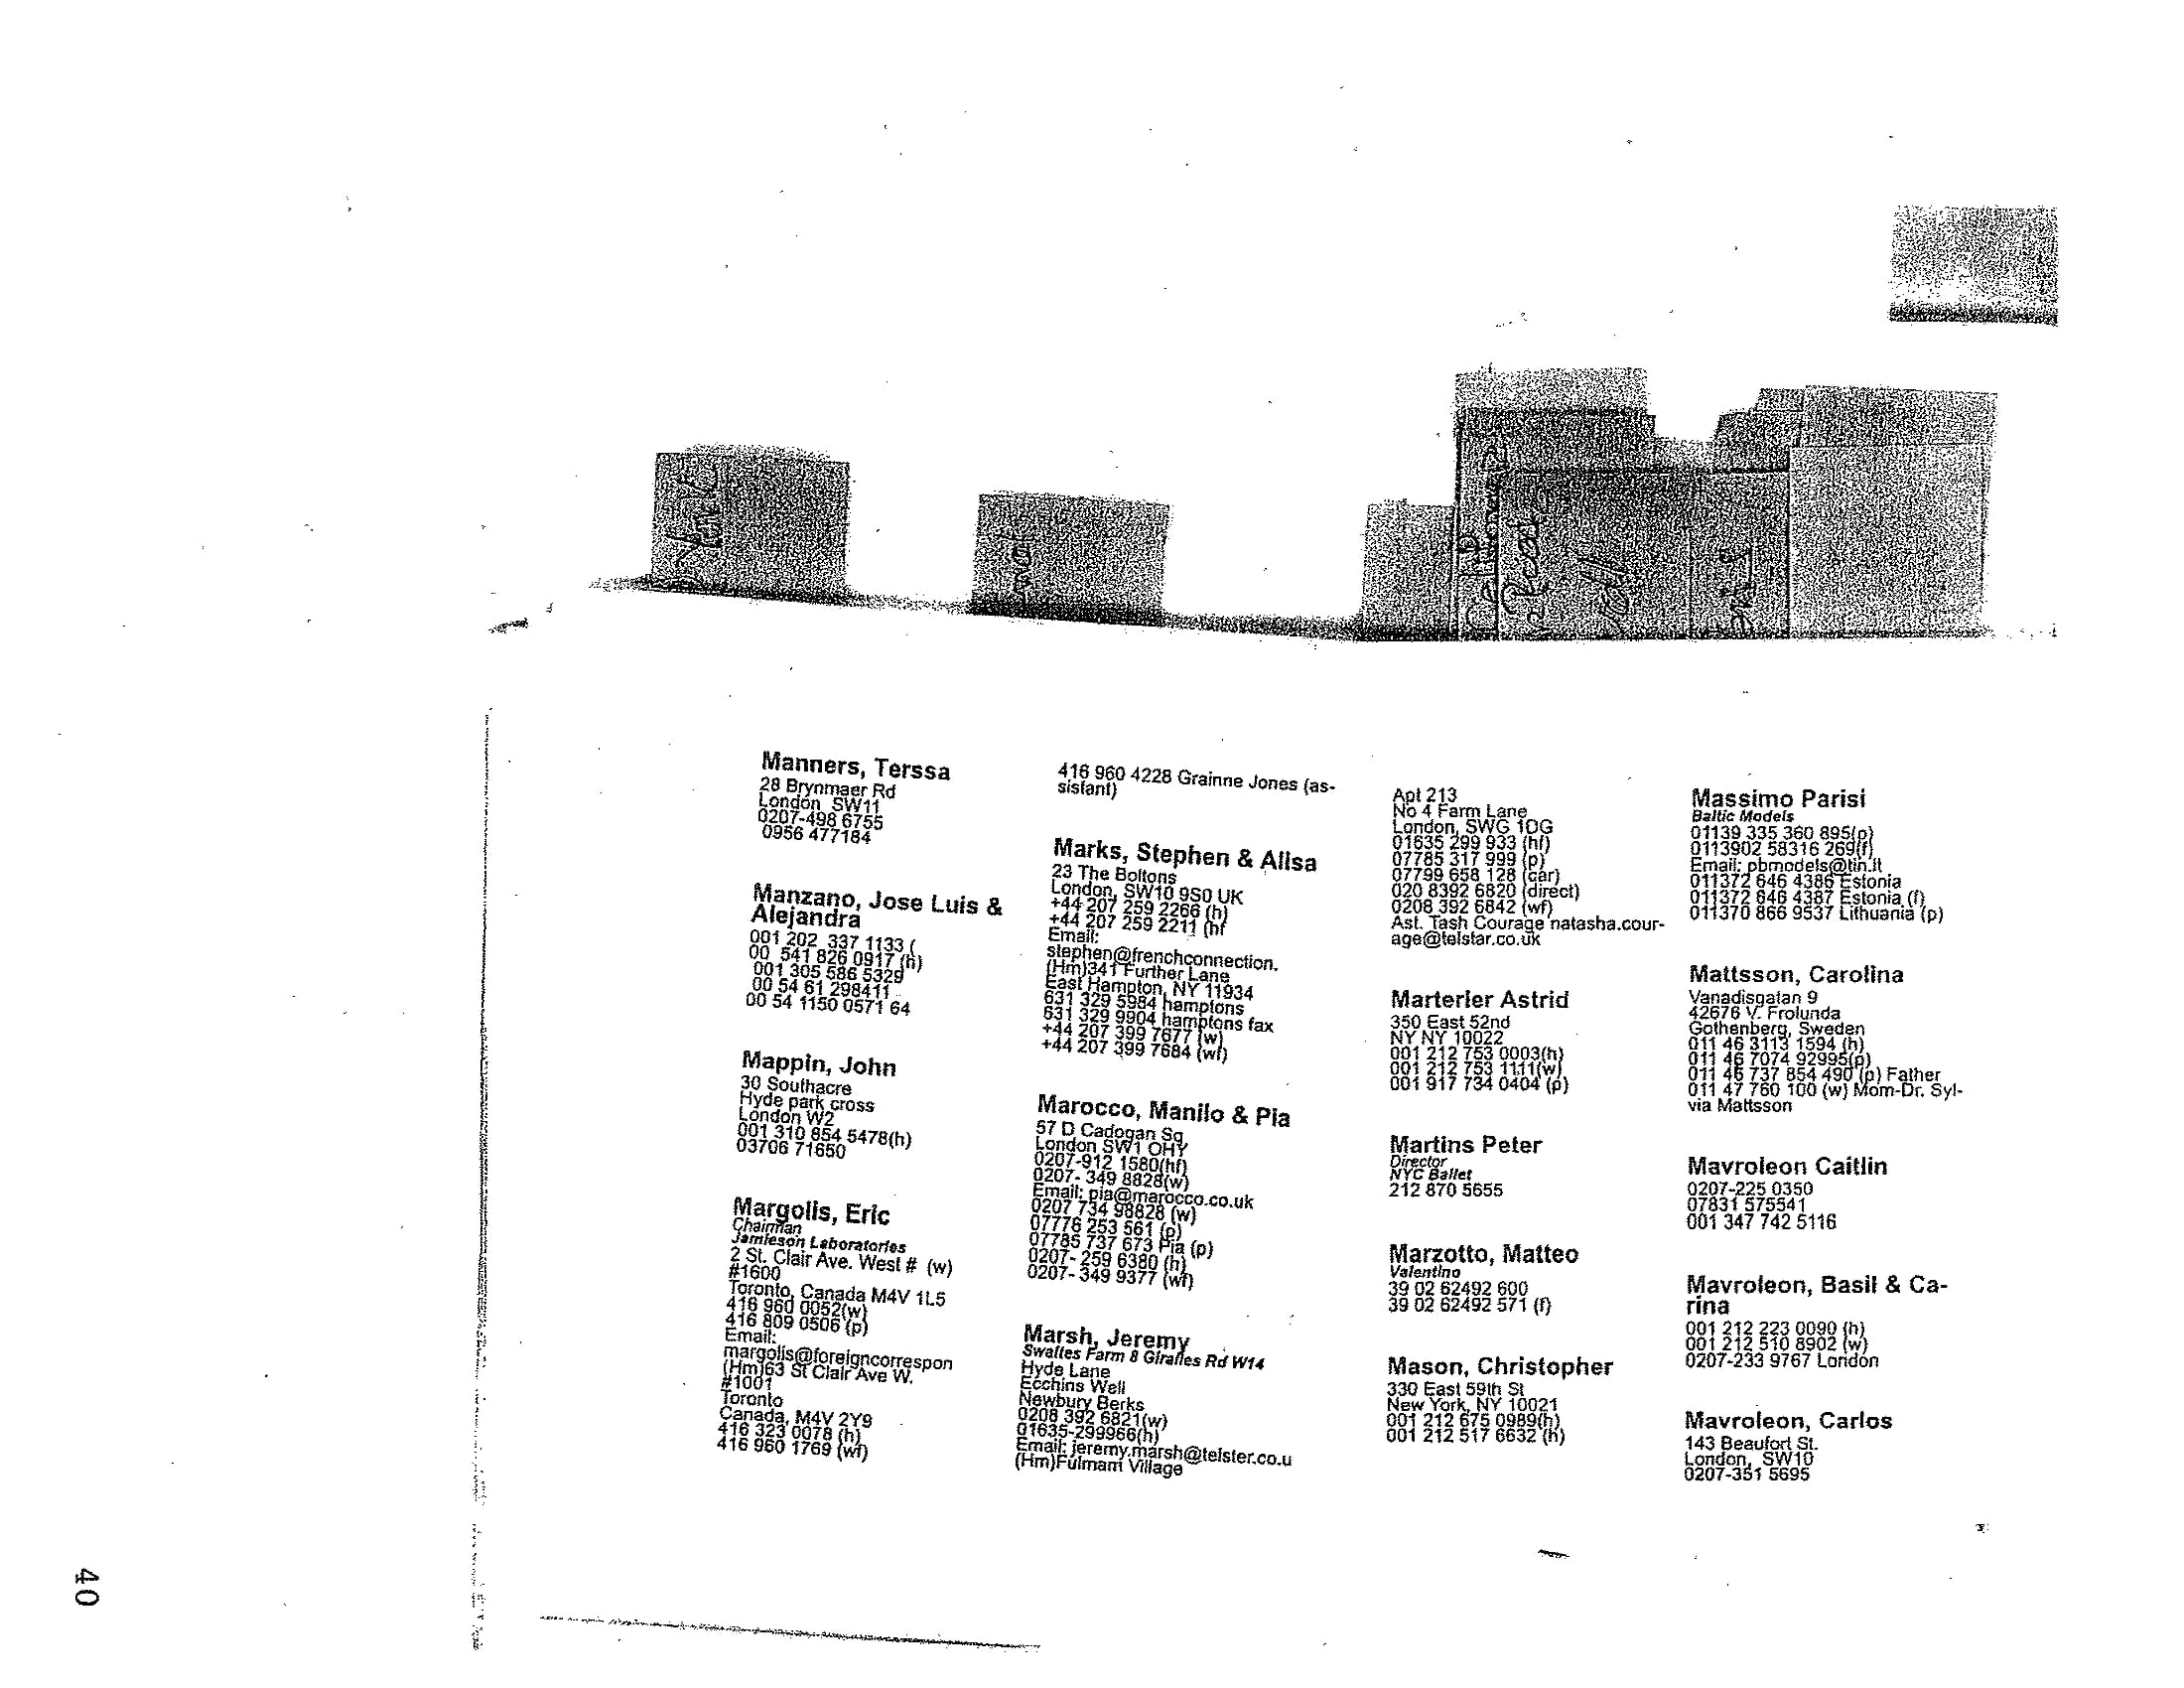 Manners, Terssa
28 Brynmaer Rd
London SW11
0207-498 6755
0956 477184
Manzano, Jose Luis &
Alejandra
001 202 337 1133 (
00 541 826 0917 (h)
001 305 586 5329
00 54 61 298411
00 54 1150 0571 64
Mappin, John
30 Southacre
Hyde park cross
London W2
001 310 854 5478(h)
03706 71650
Margolis, Eric
Chairman
Jamieson Laboratories
2 St. Clair Ave. West # (w)
#1600
Toronto, Canada M4V 1L5
416 960 0052(w)
416 809 0506 (p)
Email:
margolis@foreigncorrespon
(Hm)63 St Clair Ave W.
#1001
Toronto
Canada, M4V 2Y9
416 323 0078 (h)
416 960 1769 (wf)
416 960 4228 Grainne Jones (as-
sistant)
Marks, Stephen & Alisa
23 The Boltons
London, SW10 9S0 UK
+44 207 259 2266 (h)
+44 207 259 2211 (hf
Email:
stephen@frenchconnection.
(Hm)341 Further Lane
East Hampton, NY 11934
631 329 5984 hamptons
631 329 9904 hamptons fax
+44 207 399 7677 (w)
+44 207 399 7684 (wf)
Marocco, Manilo & Pia
57 D Cadogan Sq
London SW1 OHY
0207-912 1580(hf)
0207- 349 8828(w)
Email: pia@marocco.co.uk
0207 734 98828 (w)
07776 253 561 (p)
07785 737 673 Pia (p)
0207- 259 6380 (h)
0207- 349 9377 (wf)
Marsh, Jeremy
Swaites Farm 8 Giralles Rd W14
Hyde Lane
Ecchins Well
Newbury Berks
0208 392 6821(w)
01635-299966(h)
Email: jeremy.marsh@telster.co.u
(Hm)Fulmam Village
Apt 213
No 4 Farm Lane
London, SWG 1DG
01635 299 933 (hf)
07785 317 999 (p)
07799 658 128 (car)
020 8392 6820 (direct)
0208 392 6842 (wf)
Ast. Tash Courage natasha.cour-
age@telstar.co.uk
Marterier Astrid
350 East 52nd
NY NY 10022
001 212 753 0003(h)
001 212 753 1111(w)
001 917 734 0404 (p)
Martins Peter
Director
NYC Ballet
212 870 5655
Marzotto, Matteo
Valentino
39 02 62492 600
39 02 62492 571 (f)
Mason, Christopher
330 East 59th St
New York, NY 10021
001 212 675 0989(h)
001 212 517 6632 (h)
Massimo Parisi
Baltic Models
01139 335 360 895(p)
0113902 58316 269(f)
Email: pbmodels@tin.it
011372 646 4386 Estonia
011372 646 4387 Estonia (f)
011370 866 9537 Lithuania (p)
Mattsson, Carolina
Vanadisgatan 9
42676 V. Frolunda
Gothenberg, Sweden
011 46 3113 1594 (h)
011 46 7074 92995(p)
011 46 737 854 490 (p) Father
011 47 760 100 (w) Mom-Dr. Syl-
via Mattsson
Mavroleon Caitlin
0207-225 0350
07831 575541
001 347 742 5116
Mavroleon, Basil & Ca-
rina
001 212 223 0090 (h)
001 212 510 8902 (w)
0207-233 9767 London
Mavroleon, Carlos
143 Beaufort St.
London, SW10
0207-351 5695
40